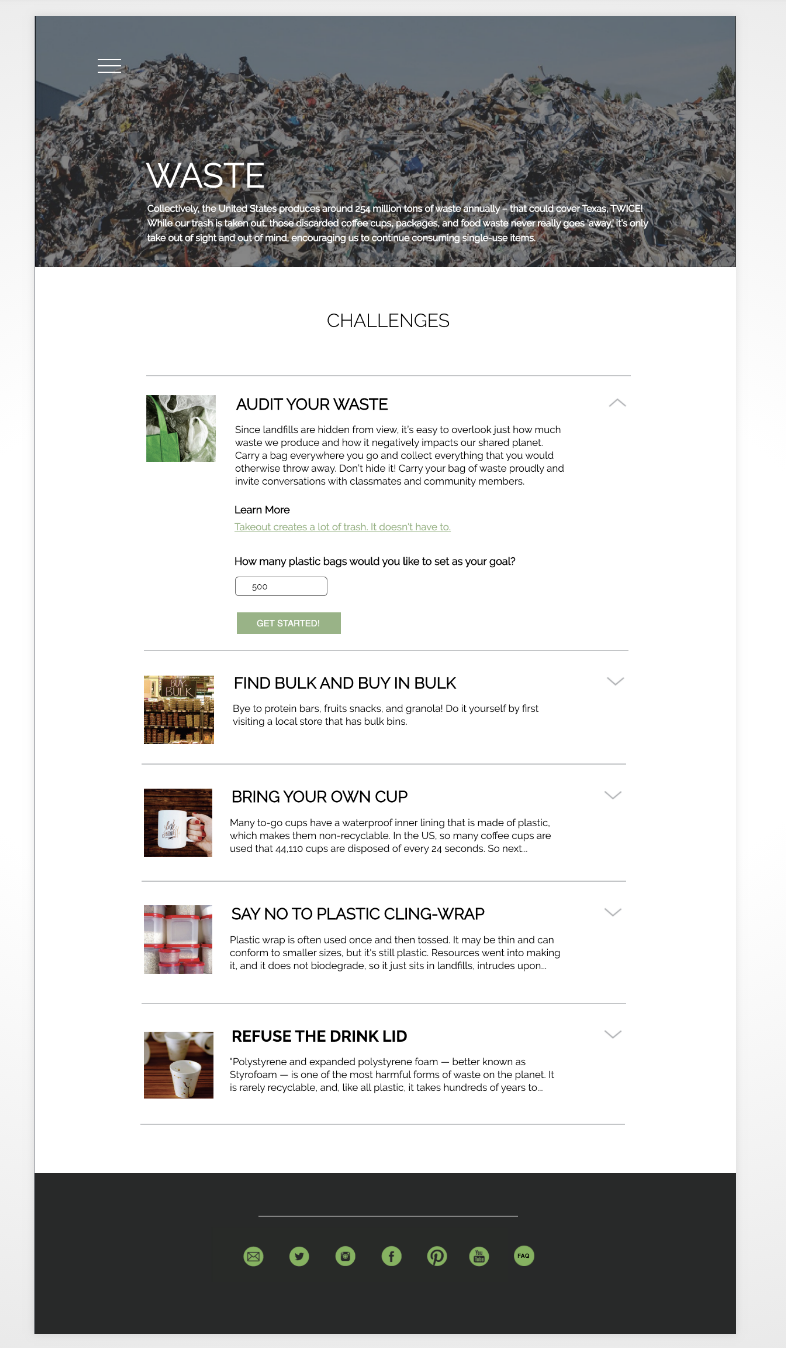 WASTE
Collectively, the United States produces around 254 million tons of waste annually – that could cover Texas, TWICE!
While our trash is taken out, those discarded coffee cups, packages, and food waste never really goes 'away,' it's only
take out of sight and out of mind, encouraging us to continue consuming single-use items.
CHALLENGES
AUDIT YOUR WASTE
Since landfills are hidden from view, it's easy to overlook just how much
waste we produce and how it negatively impacts our shared planet.
Carry a bag everywhere you go and collect everything that you would
otherwise throw away. Don't hide it! Carry your bag of waste proudly and
invite conversations with classmates and community members.
Learn More
Takeout creates a lot of trash. It doesn't have to.
How many plastic bags would you like to set as your goal?
500
GET STARTED!
BUY
BULK
FIND BULK AND BUY IN BULK
Bye to protein bars, fruits snacks, and granola! Do it yourself by first
visiting a local store that has bulk bins.
BRING YOUR OWN CUP
Many to-go cups have a waterproof inner lining that is made of plastic,
which makes them non-recyclable. In the US, so many coffee cups are
used that 44,110 cups are disposed of every 24 seconds. So next...
SAY NO TO PLASTIC CLING-WRAP
Plastic wrap is often used once and then tossed. It may be thin and can
conform to smaller sizes, but it's still plastic. Resources went into making
it, and it does not biodegrade, so it just sits in landfills, intrudes upon...
REFUSE THE DRINK LID
"Polystyrene and expanded polystyrene foam — better known as
Styrofoam — is one of the most harmful forms of waste on the planet. It
is rarely recyclable, and, like all plastic, it takes hundreds of years to...
You
Tube
FAQ